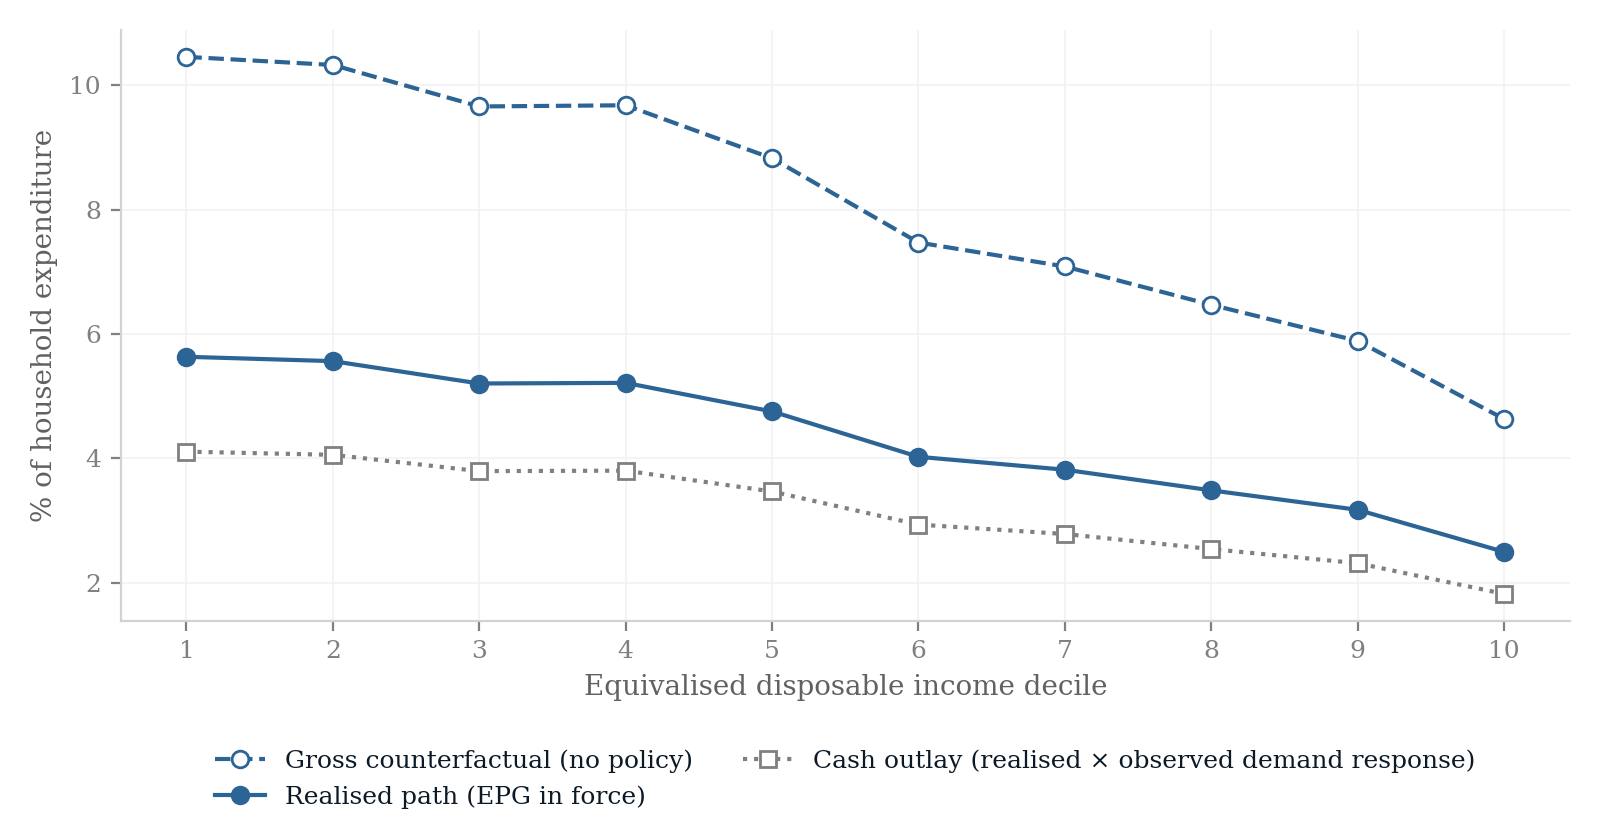 % of household expenditure
10
8
6
4
2
1 2 3 4 5 6 7 8 9 10
Equivalised disposable income decile
Gross counterfactual (no policy)
Realised path (EPG in force)
Cash outlay (realised × observed demand response)